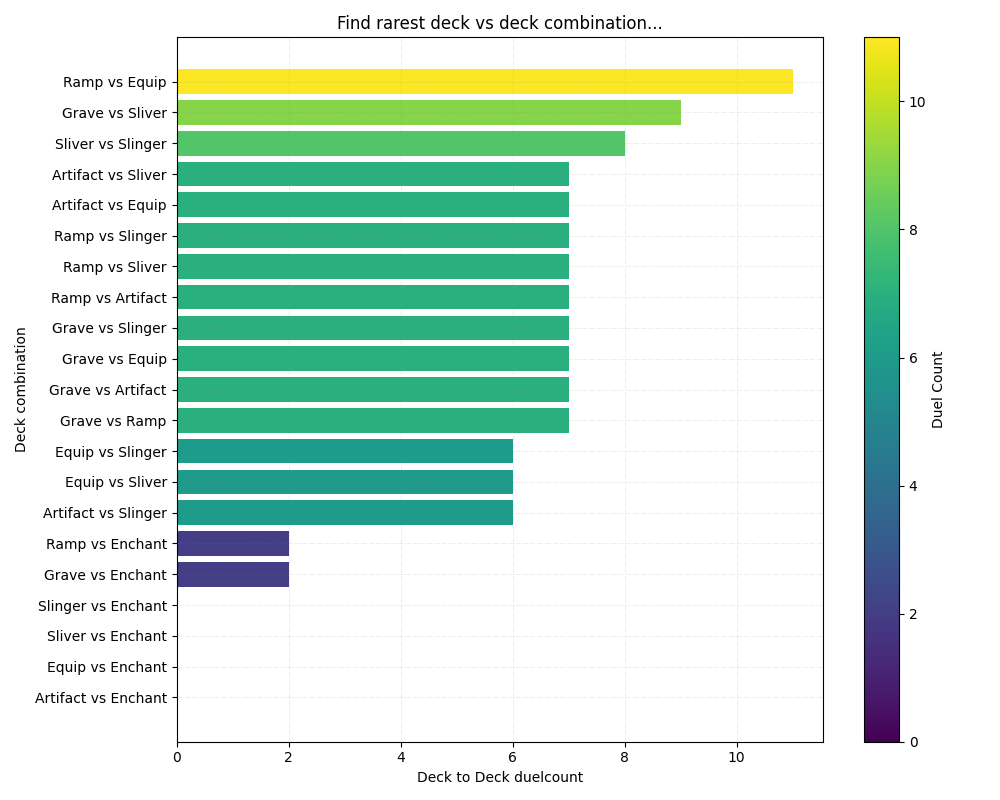 Find rarest deck vs deck combination...
Deck combination
Ramp vs Equip
Grave vs Sliver
Sliver vs Slinger
Artifact vs Sliver
Artifact vs Equip
Ramp vs Slinger
Ramp vs Sliver
Ramp vs Artifact
Grave vs Slinger
Grave vs Equip
Grave vs Artifact
Grave vs Ramp
Equip vs Slinger
Equip vs Sliver
Artifact vs Slinger
Ramp vs Enchant
Grave vs Enchant
Slinger vs Enchant
Sliver vs Enchant
Equip vs Enchant
Artifact vs Enchant
0 2 4 6 8 10
Deck to Deck duelcount
10
8
6
4
2
0
Duel Count